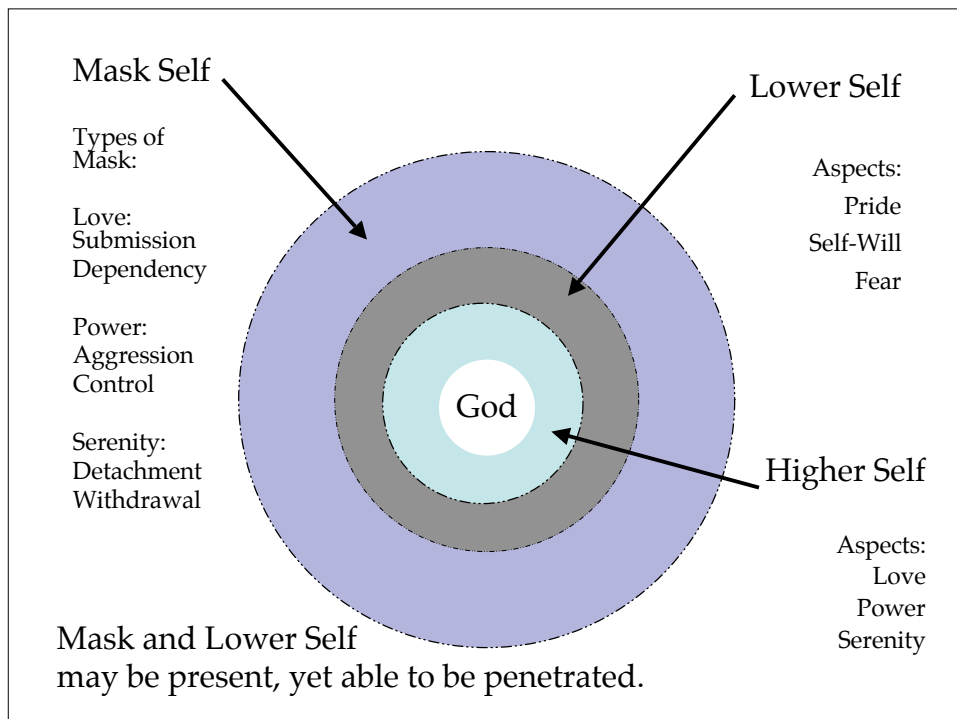 Mask Self
Types of
Mask:
Love:
Submission
Dependency
Power:
Aggression
Control
Serenity:
Detachment
Withdrawal
Lower Self
Aspects:
Pride
Self-Will
Fear
God
Higher Self
Aspects:
Love
Power
Serenity
Mask and Lower Self
may be present, yet able to be penetrated.